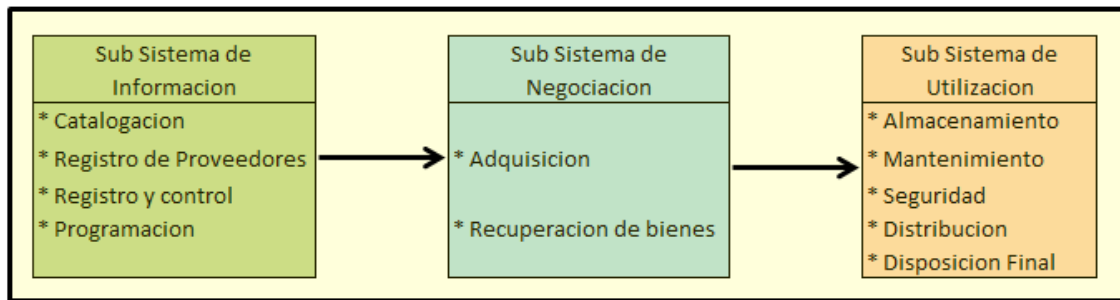 Sub Sistema de
Informacion
* Catalogacion
* Registro de Proveedores
* Registro y control
* Programacion
Sub Sistema de
Negociacion
* Adquisicion
* Recuperacion de bienes
Sub Sistema de
Utilizacion
* Almacenamiento
* Mantenimiento
* Seguridad
* Distribucion
* Disposicion Final